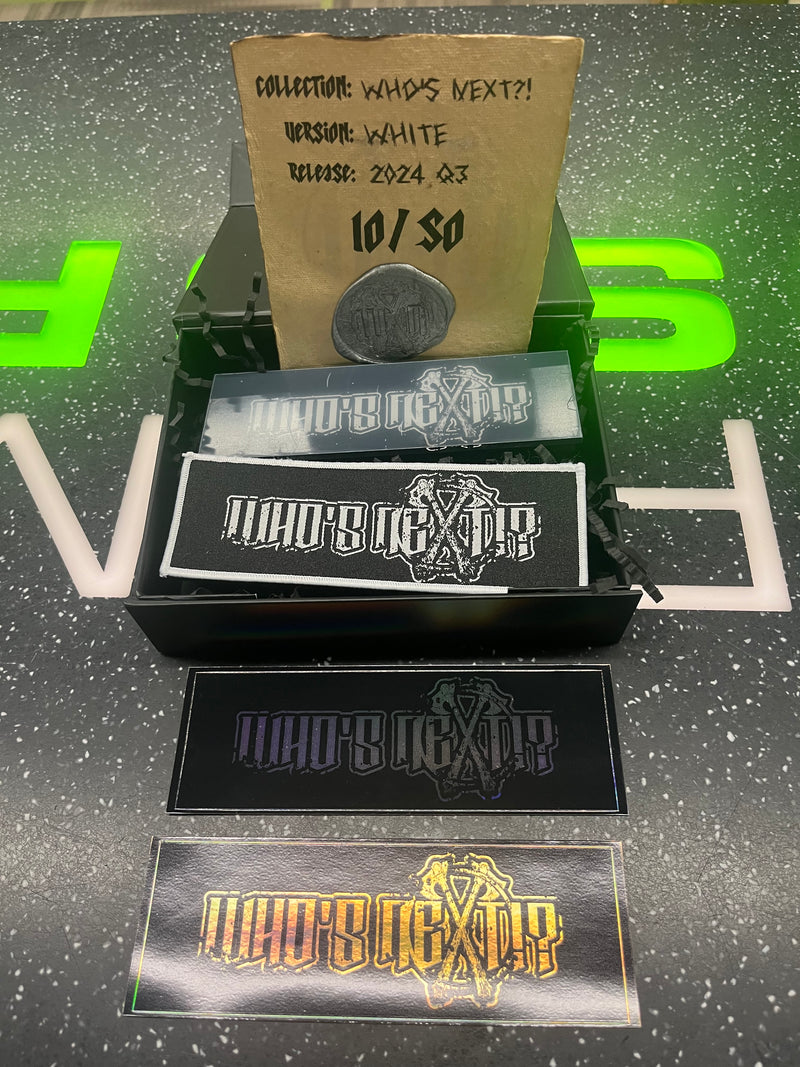 COLLECTION: WHO'S NEXT?!
VERSION: WHITE
RELEASE: 2024 Q3
10/50
WHO'S NEXT!?
WHO'S NEXT!?
WHO'S NEXT!?
WHO'S NEXT!?